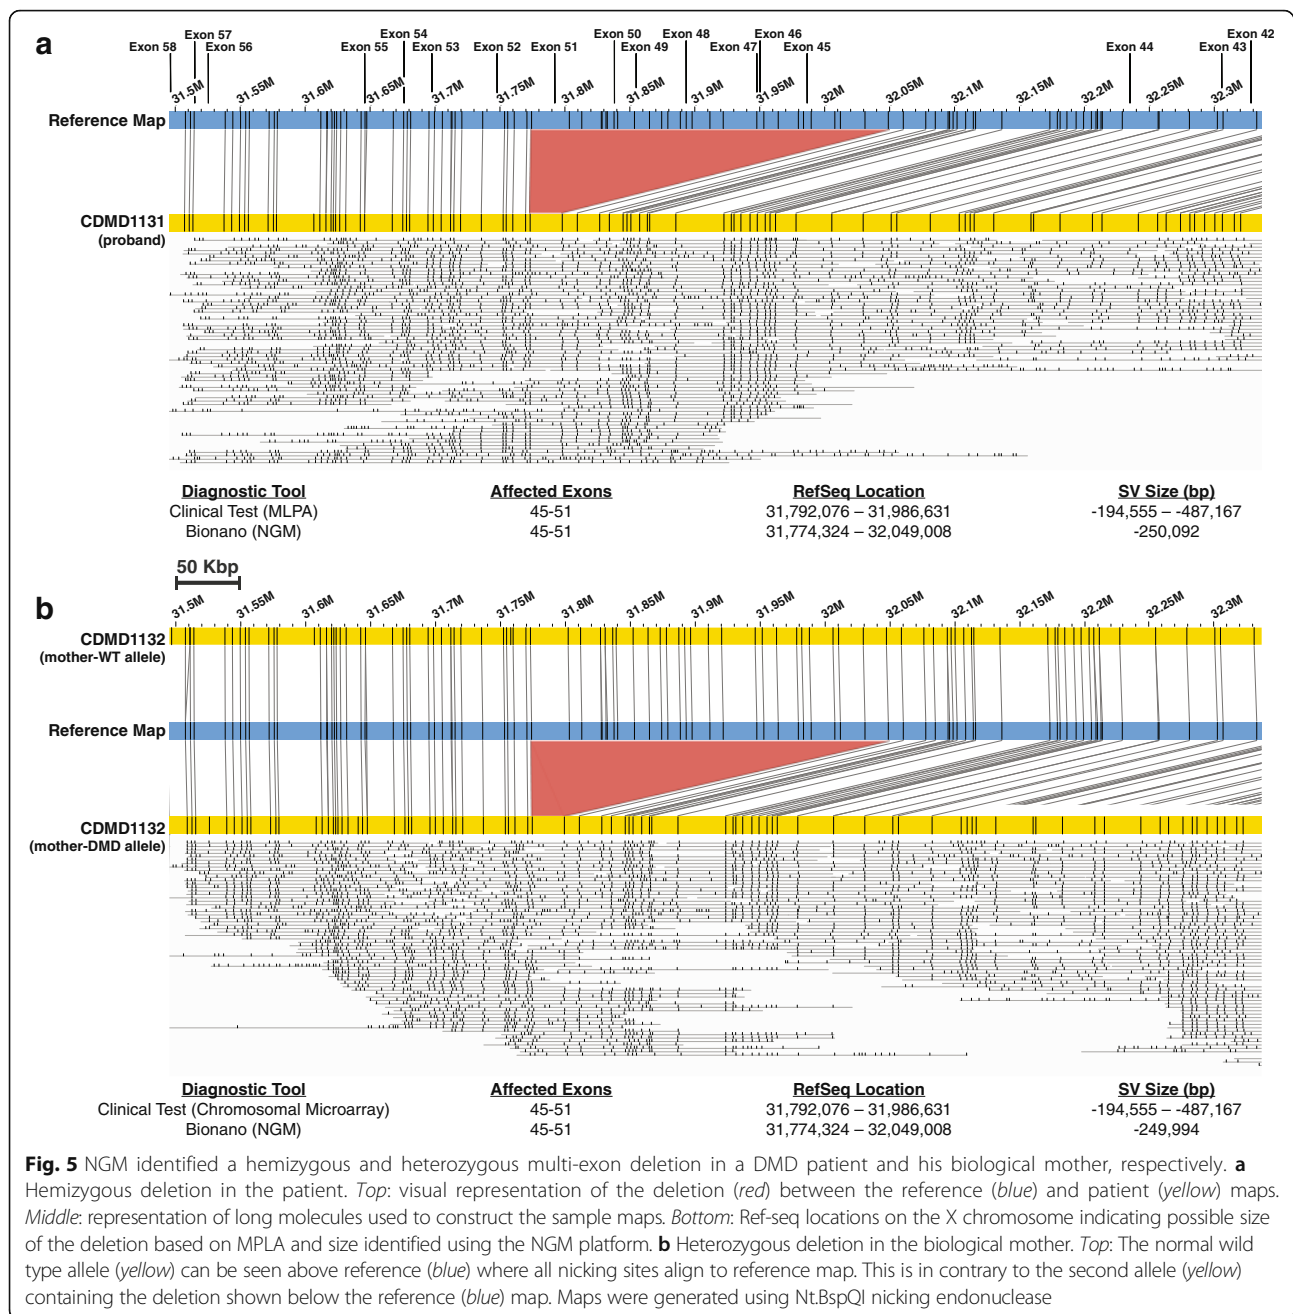 a
Exon 58
Exon 57
Exon 56
Exon 55
Exon 54
Exon 53
Exon 52
Exon 51
Exon 50
Exon 49
Exon 48
Exon 47
Exon 46
Exon 45
Exon 44
Exon 43
Exon 42
31.5M 31.55M 31.6M 31.65M 31.7M 31.75M 31.8M 31.85M 31.9M 31.95M 32M 32.05M 32.1M 32.15M 32.2M 32.25M 32.3M
Reference Map
CDMD1131
(proband)
Diagnostic Tool Affected Exons RefSeq Location SV Size (bp)
Clinical Test (MLPA) 45-51 31,792,076 – 31,986,631 -194,555 – -487,167
Bionano (NGM) 45-51 31,774,324 – 32,049,008 -250,092
50 Kbp
b
31.5M 31.55M 31.6M 31.65M 31.7M 31.75M 31.8M 31.85M 31.9M 31.95M 32M 32.05M 32.1M 32.15M 32.2M 32.25M 32.3M
CDMD1132
(mother-WT allele)
Reference Map
CDMD1132
(mother-DMD allele)
Diagnostic Tool Affected Exons RefSeq Location SV Size (bp)
Clinical Test (Chromosomal Microarray) 45-51 31,792,076 – 31,986,631 -194,555 – -487,167
Bionano (NGM) 45-51 31,774,324 – 32,049,008 -249,994
Fig. 5 NGM identified a hemizygous and heterozygous multi-exon deletion in a DMD patient and his biological mother, respectively. a
Hemizygous deletion in the patient. Top: visual representation of the deletion (red) between the reference (blue) and patient (yellow) maps.
Middle: representation of long molecules used to construct the sample maps. Bottom: Ref-seq locations on the X chromosome indicating possible size
of the deletion based on MPLA and size identified using the NGM platform. b Heterozygous deletion in the biological mother. Top: The normal wild
type allele (yellow) can be seen above reference (blue) where all nicking sites align to reference map. This is in contrary to the second allele (yellow)
containing the deletion shown below the reference (blue) map. Maps were generated using Nt.BspQI nicking endonuclease